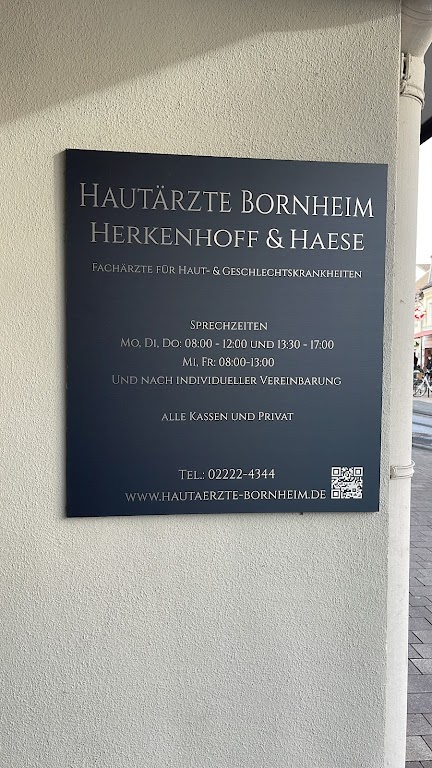 Hautärzte Bornheim
Herkenhoff & Haese
Fachärzte für Haut- & Geschlechtskrankheiten
Sprechzeiten
Mo, Di, Do: 08:00 - 12:00 und 13:30 - 17:00
Mi, Fr: 08:00-13:00
Und nach individueller Vereinbarung
alle Kassen und Privat
Tel.: 02222-4344
www.hautaerzte-bornheim.de